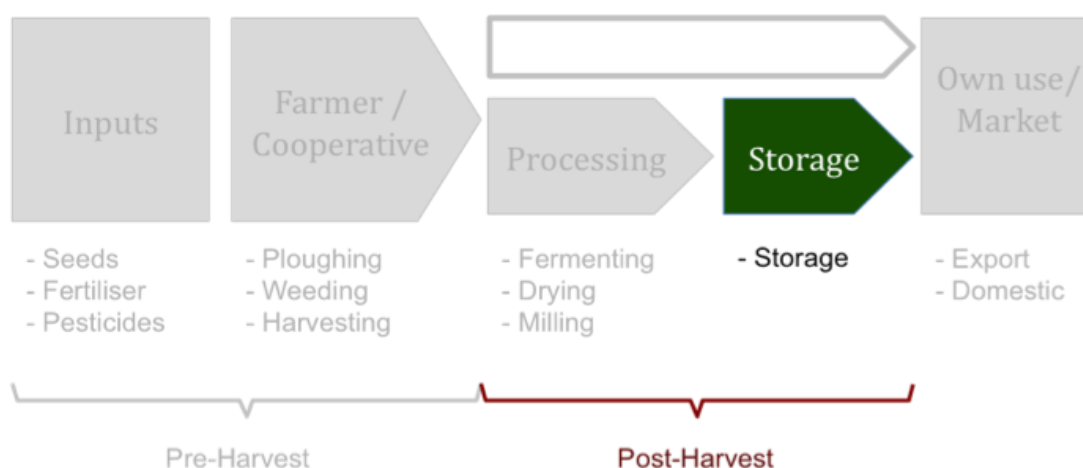 Inputs
Farmer /
Cooperative
Processing
Storage
Own use/
Market
- Seeds
- Fertiliser
- Pesticides
- Ploughing
- Weeding
- Harvesting
- Fermenting
- Drying
- Milling
- Storage
- Export
- Domestic
Pre-Harvest
Post-Harvest